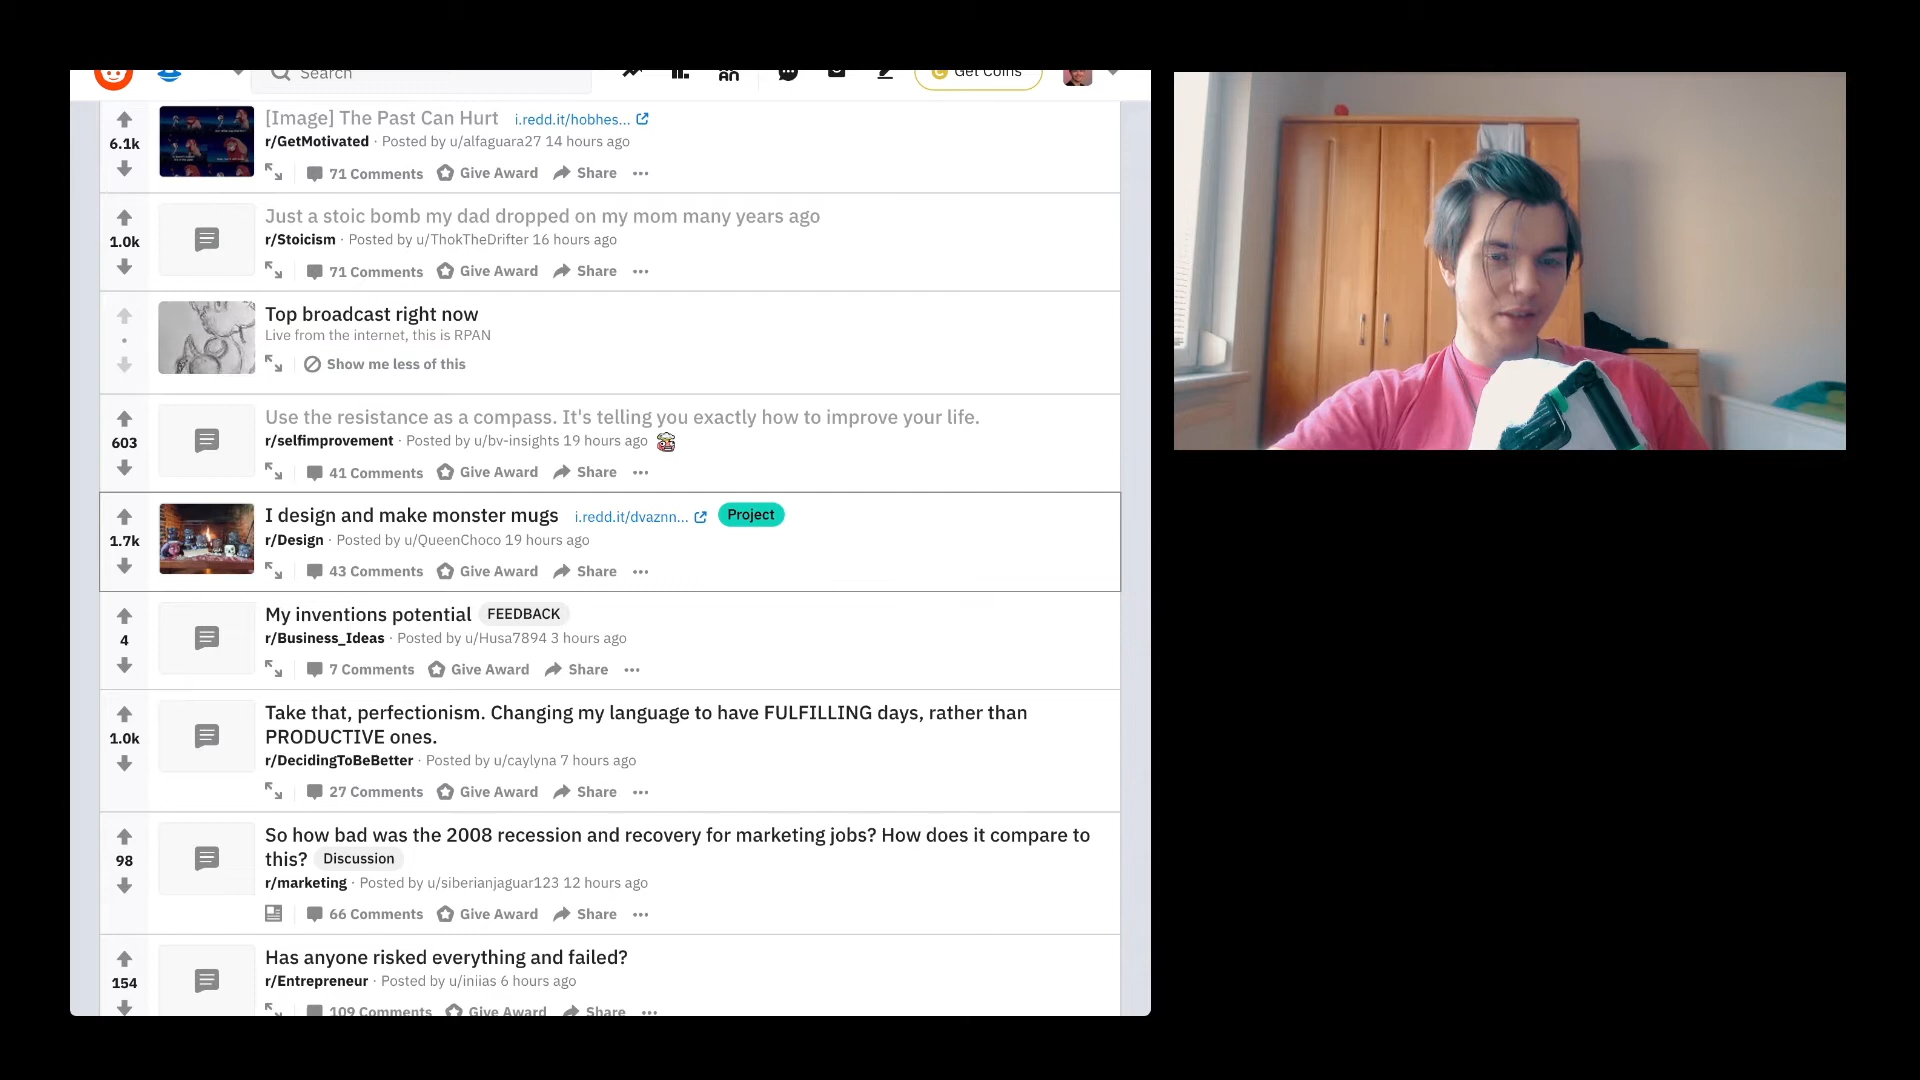 Search
Get Coins
[Image] The Past Can Hurt i.redd.it/hobhes...
6.1k
r/GetMotivated · Posted by u/alfaguara27 14 hours ago
71 Comments Give Award Share
Just a stoic bomb my dad dropped on my mom many years ago
1.0k
r/Stoicism · Posted by u/ThokTheDrifter 16 hours ago
71 Comments Give Award Share
Top broadcast right now
Live from the internet, this is RPAN
Show me less of this
Use the resistance as a compass. It's telling you exactly how to improve your life.
603
r/selfimprovement · Posted by u/bv-insights 19 hours ago
41 Comments Give Award Share
I design and make monster mugs i.redd.it/dvaznn... Project
1.7k
r/Design · Posted by u/QueenChoco 19 hours ago
43 Comments Give Award Share
My inventions potential FEEDBACK
4
r/Business_Ideas · Posted by u/Husa7894 3 hours ago
7 Comments Give Award Share
Take that, perfectionism. Changing my language to have FULFILLING days, rather than
PRODUCTIVE ones.
1.0k
r/DecidingToBeBetter · Posted by u/caylyna 7 hours ago
27 Comments Give Award Share
So how bad was the 2008 recession and recovery for marketing jobs? How does it compare to
this? Discussion
98
r/marketing · Posted by u/siberianjaguar123 12 hours ago
66 Comments Give Award Share
Has anyone risked everything and failed?
154
r/Entrepreneur · Posted by u/iniias 6 hours ago
109 Comments Give Award Share